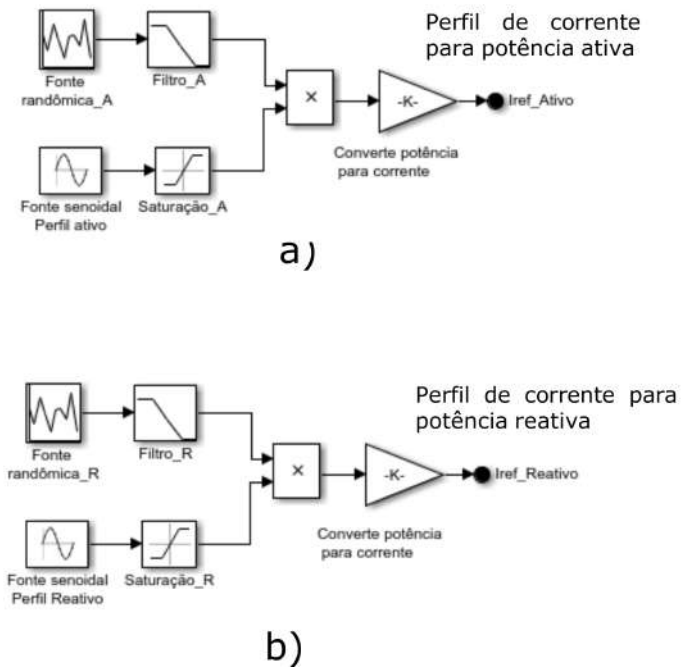 Perfil de corrente
para potência ativa
Fonte
randômica_A
Filtro_A
×
-K-
Iref_Ativo
Converte potência
para corrente
Fonte senoidal
Perfil ativo
Saturação_A
a)
Perfil de corrente para
potência reativa
Fonte
randômica_R
Filtro_R
×
-K-
Iref_Reativo
Converte potência
para corrente
Fonte senoidal
Perfil Reativo
Saturação_R
b)